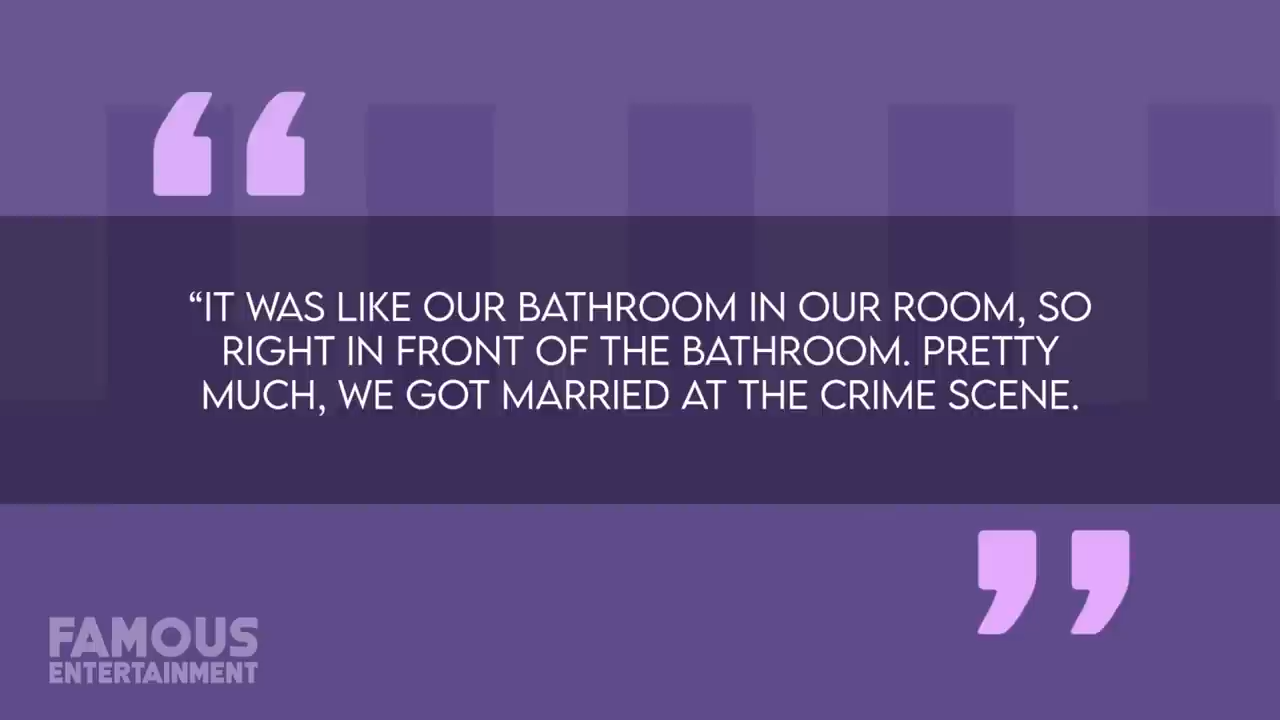 “IT WAS LIKE OUR BATHROOM IN OUR ROOM, SO
RIGHT IN FRONT OF THE BATHROOM. PRETTY
MUCH, WE GOT MARRIED AT THE CRIME SCENE.
FAMOUS
ENTERTAINMENT